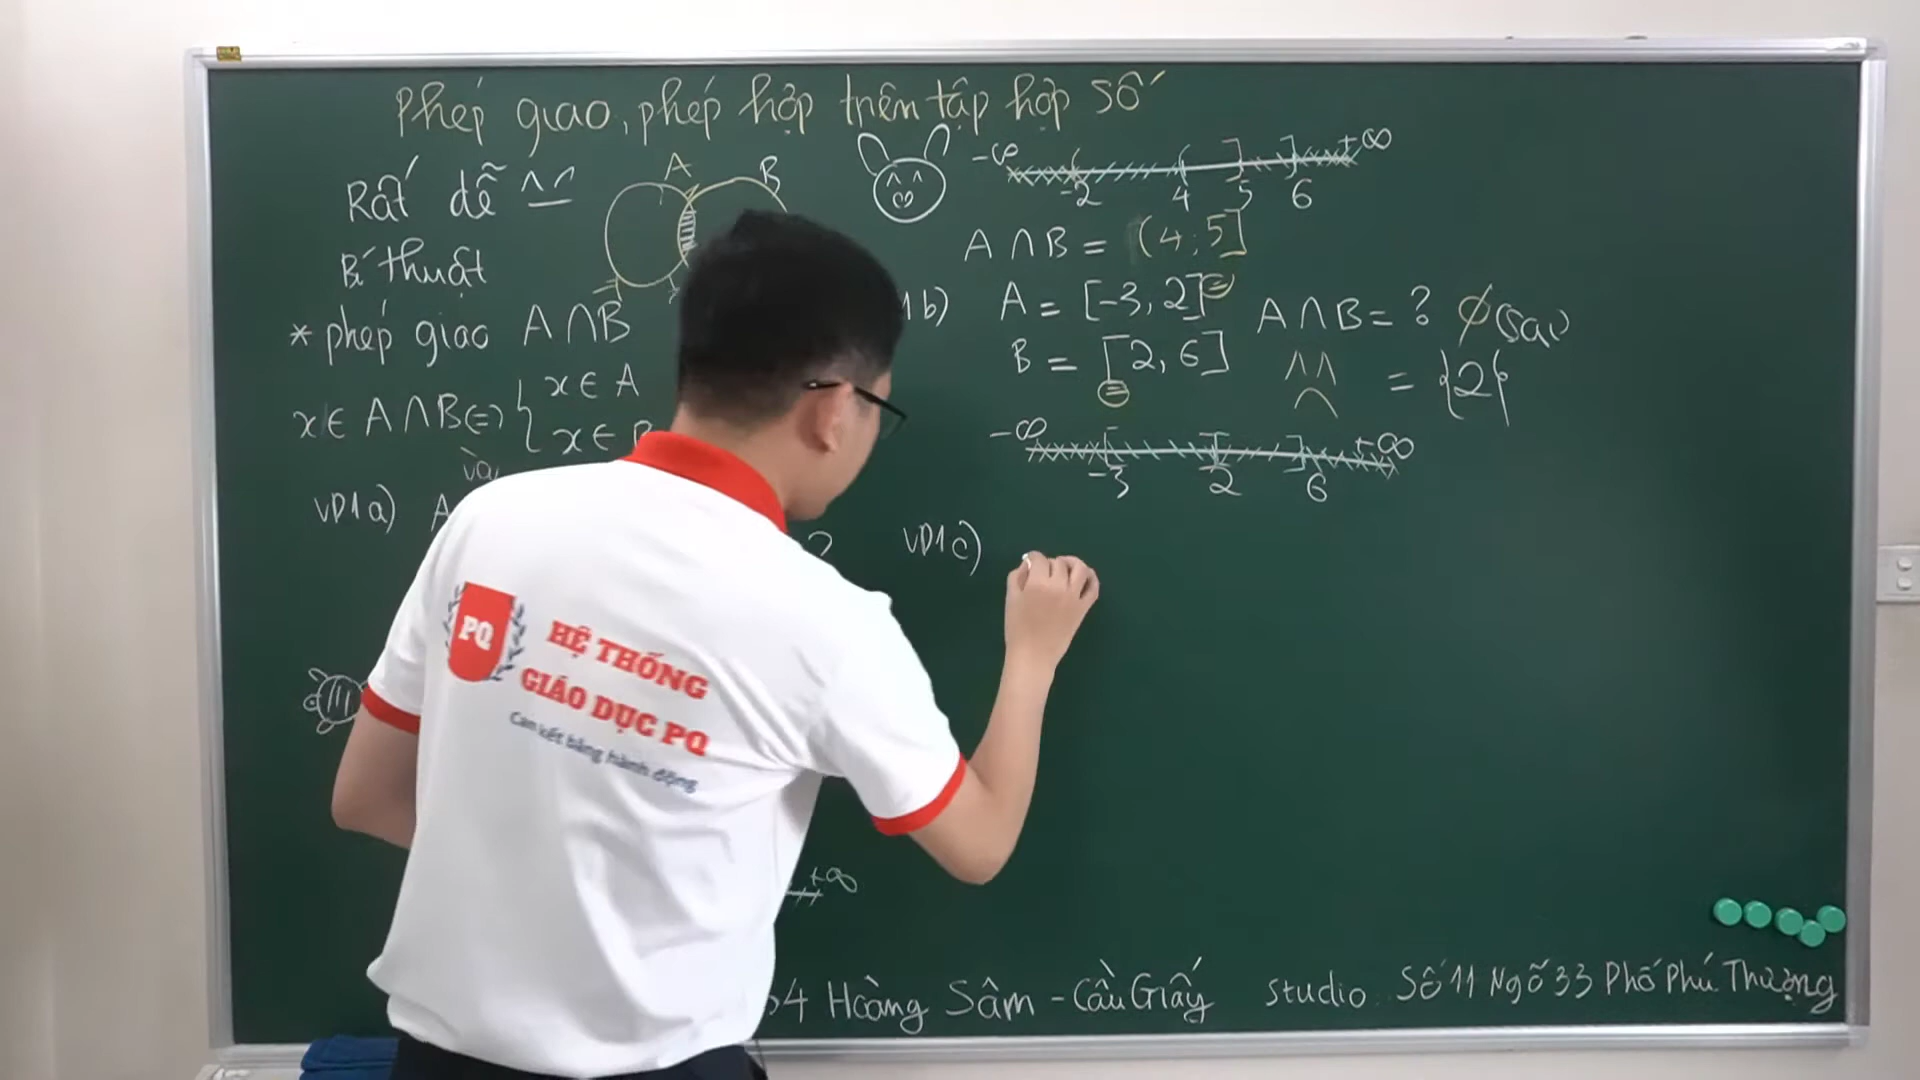 Phép giao, phép hợp trên tập hợp số
Rất dễ ^^
Bí thuật
A B
* phép giao A∩B
x ∈ A∩B ⇔ { x ∈ A
x ∈ B
và
VD1a) A
?
+∞
-∞ -2 4 5 6 +∞
A∩B = (4; 5]
1b) A = [-3, 2] A∩B = ? ∅ (sai)
B = [2, 6] = {2}
-∞ -3 2 6 +∞
VD1c)
PQ
HỆ THỐNG
GIÁO DỤC PQ
Cam kết bằng hành động
4 Hoàng Sâm - Cầu Giấy studio Số 11 Ngõ 33 Phố Phú Thượng